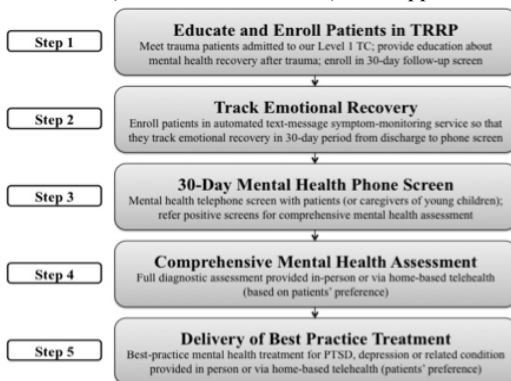 Educate and Enroll Patients in TRRP
Step 1
Meet trauma patients admitted to our Level 1 TC; provide education about
mental health recovery after trauma; enroll in 30-day follow-up screen
Track Emotional Recovery
Step 2
Enroll patients in automated text-message symptom-monitoring service so that
they track emotional recovery in 30-day period from discharge to phone screen
30-Day Mental Health Phone Screen
Step 3
Mental health telephone screen with patients (or caregivers of young children);
refer positive screens for comprehensive mental health assessment
Comprehensive Mental Health Assessment
Step 4
Full diagnostic assessment provided in-person or via home-based telehealth
(based on patients' preference)
Delivery of Best Practice Treatment
Step 5
Best-practice mental health treatment for PTSD, depression or related condition
provided in person or via home-based telehealth (patients' preference)